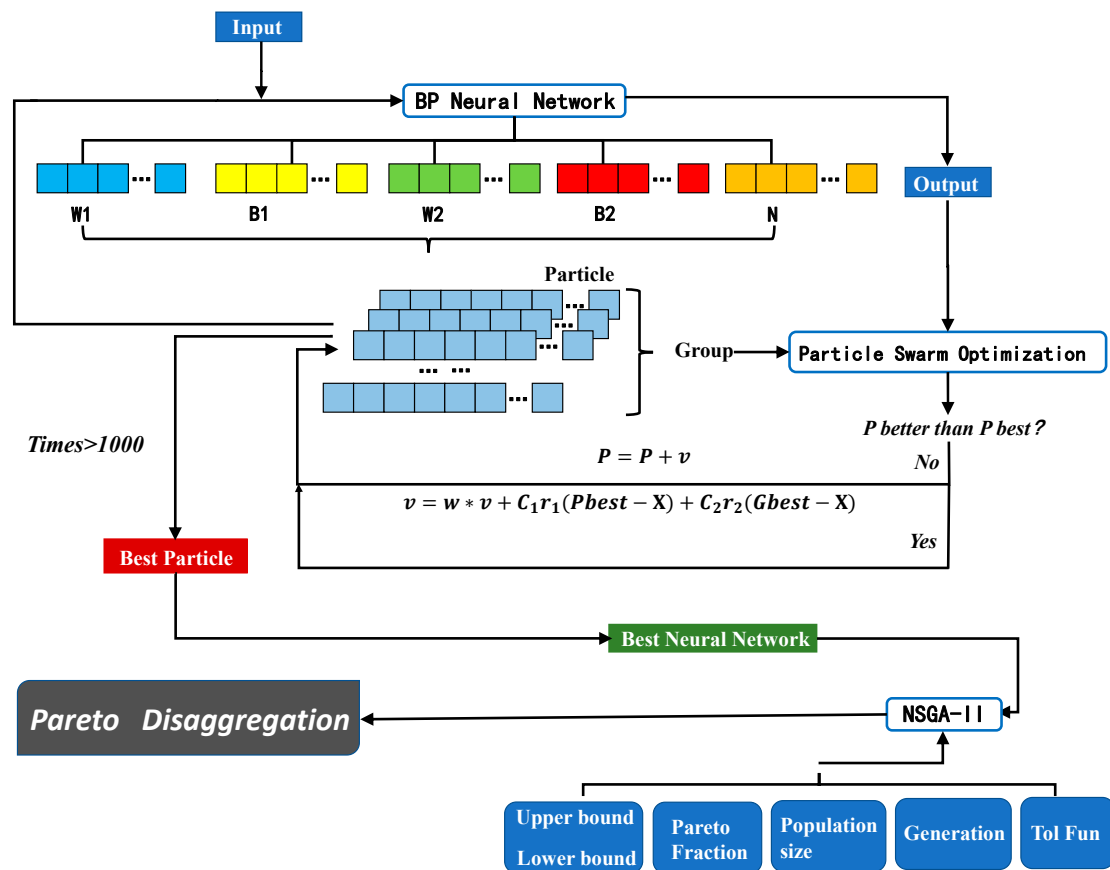 Input
BP Neural Network
... ... ... ... ...
W1 B1 W2 B2 N
Output
Particle
...
...
...
... ...
...
Group
Particle Swarm Optimization
P better than P best?
Times>1000
P = P + v
No
v = w * v + C₁r₁(Pbest − X) + C₂r₂(Gbest − X)
Yes
Best Particle
Best Neural Network
Pareto Disaggregation
NSGA-II
Upper bound
Lower bound
Pareto
Fraction
Population
size
Generation
Tol Fun